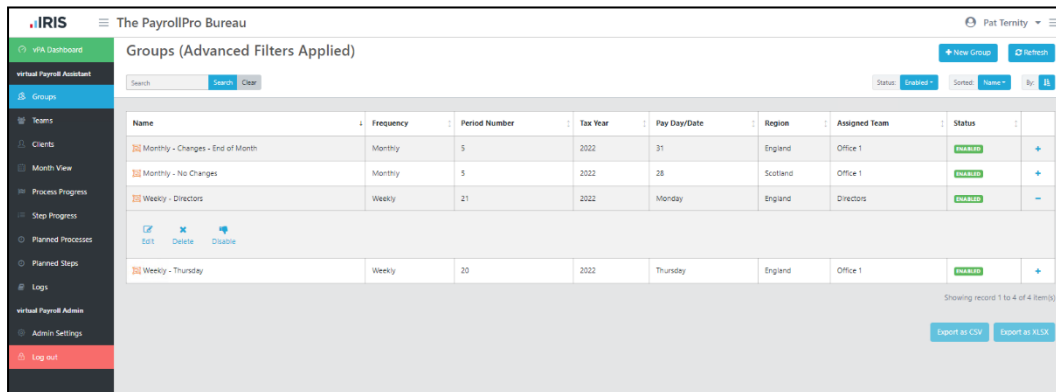 IRIS The PayrollPro Bureau Pat Ternity
vPA Dashboard
Groups (Advanced Filters Applied)
+ New Group Refresh
virtual Payroll Assistant
Search Search Clear Status: Enabled Sorted: Name By:
Groups
Teams
Clients
Month View
Process Progress
Step Progress
Planned Processes
Planned Steps
Logs
virtual Payroll Admin
Admin Settings
Log out
Name Frequency Period Number Tax Year Pay Day/Date Region Assigned Team Status
Monthly - Changes - End of Month Monthly 5 2022 31 England Office 1 ENABLED +
Monthly - No Changes Monthly 5 2022 28 Scotland Office 1 ENABLED +
Weekly - Directors Weekly 21 2022 Monday England Directors ENABLED -
Edit Delete Disable
Weekly - Thursday Weekly 20 2022 Thursday England Office 1 ENABLED +
Showing record 1 to 4 of 4 item(s)
Export as CSV Export as XLSX